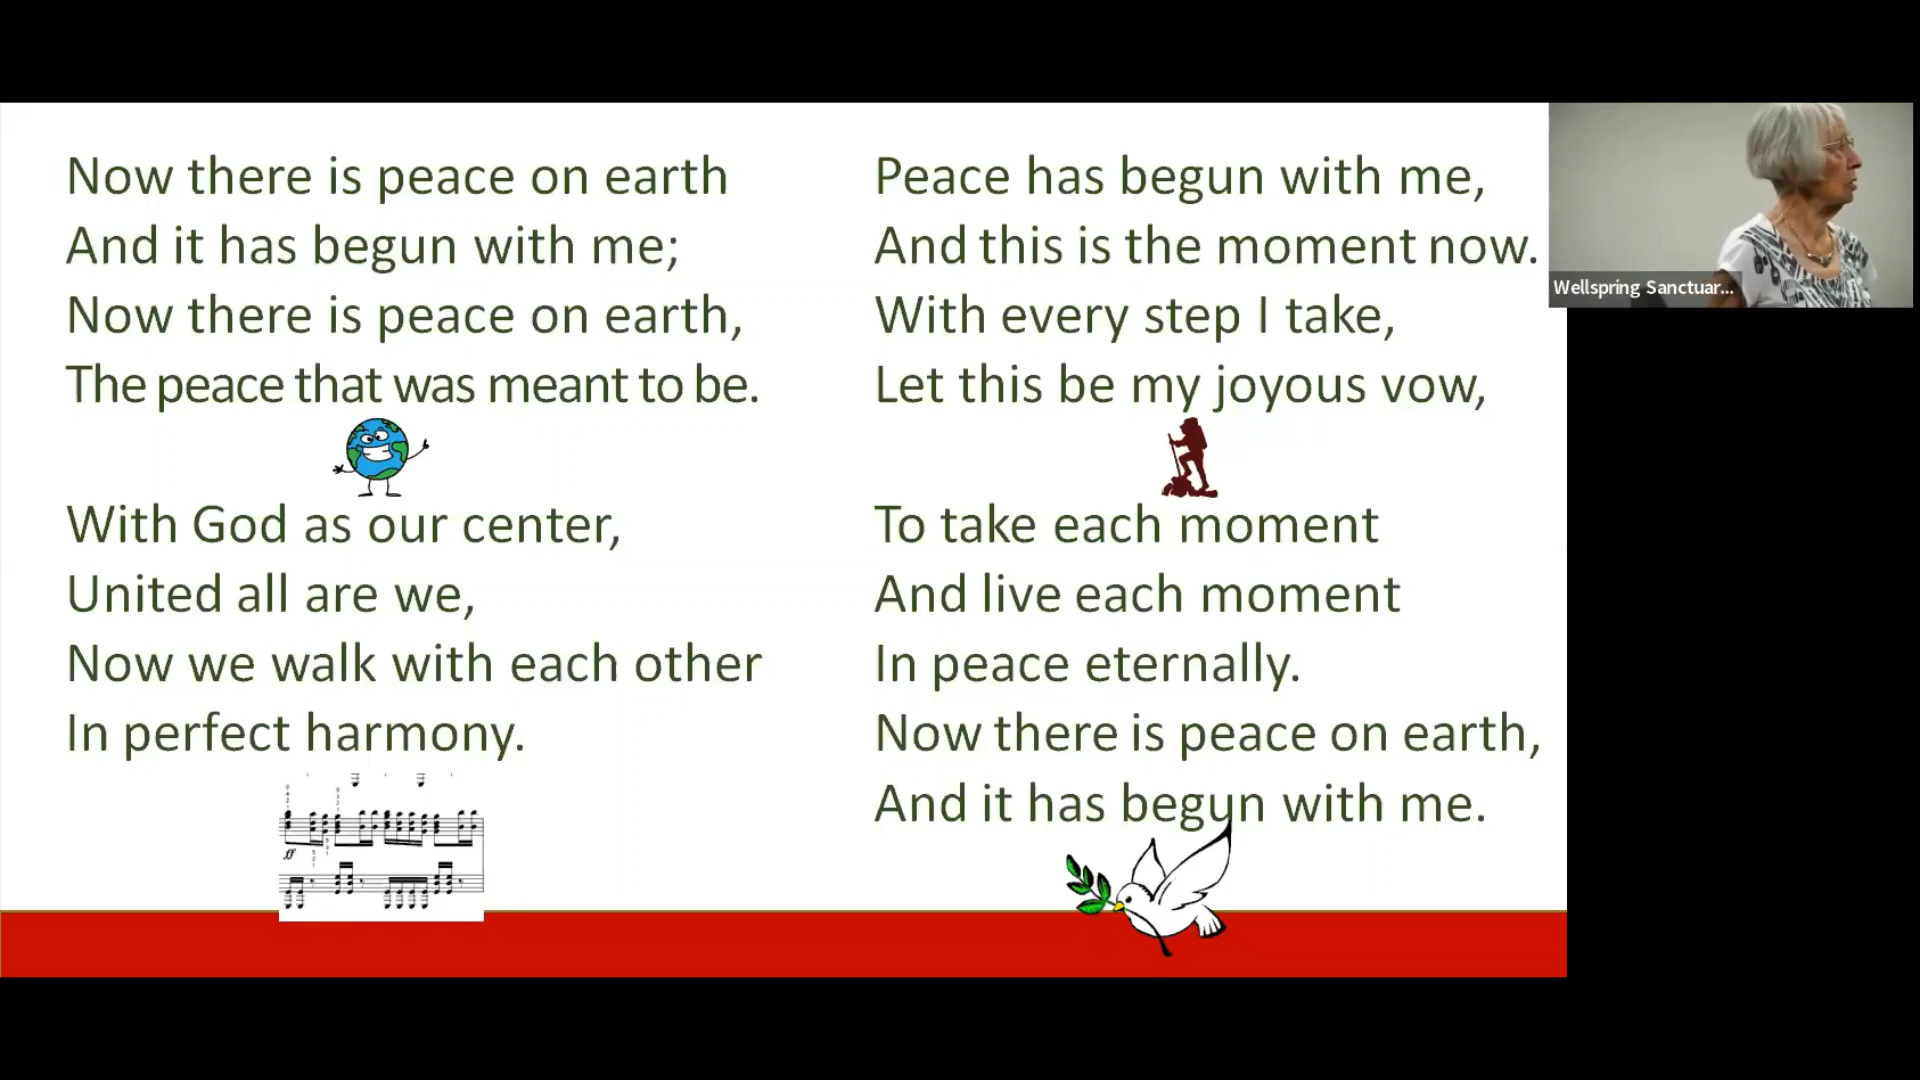 Now there is peace on earth
And it has begun with me;
Now there is peace on earth,
The peace that was meant to be.
With God as our center,
United all are we,
Now we walk with each other
In perfect harmony.
Peace has begun with me,
And this is the moment now.
With every step I take,
Let this be my joyous vow,
To take each moment
And live each moment
In peace eternally.
Now there is peace on earth,
And it has begun with me.
Wellspring Sanctuar...
ff